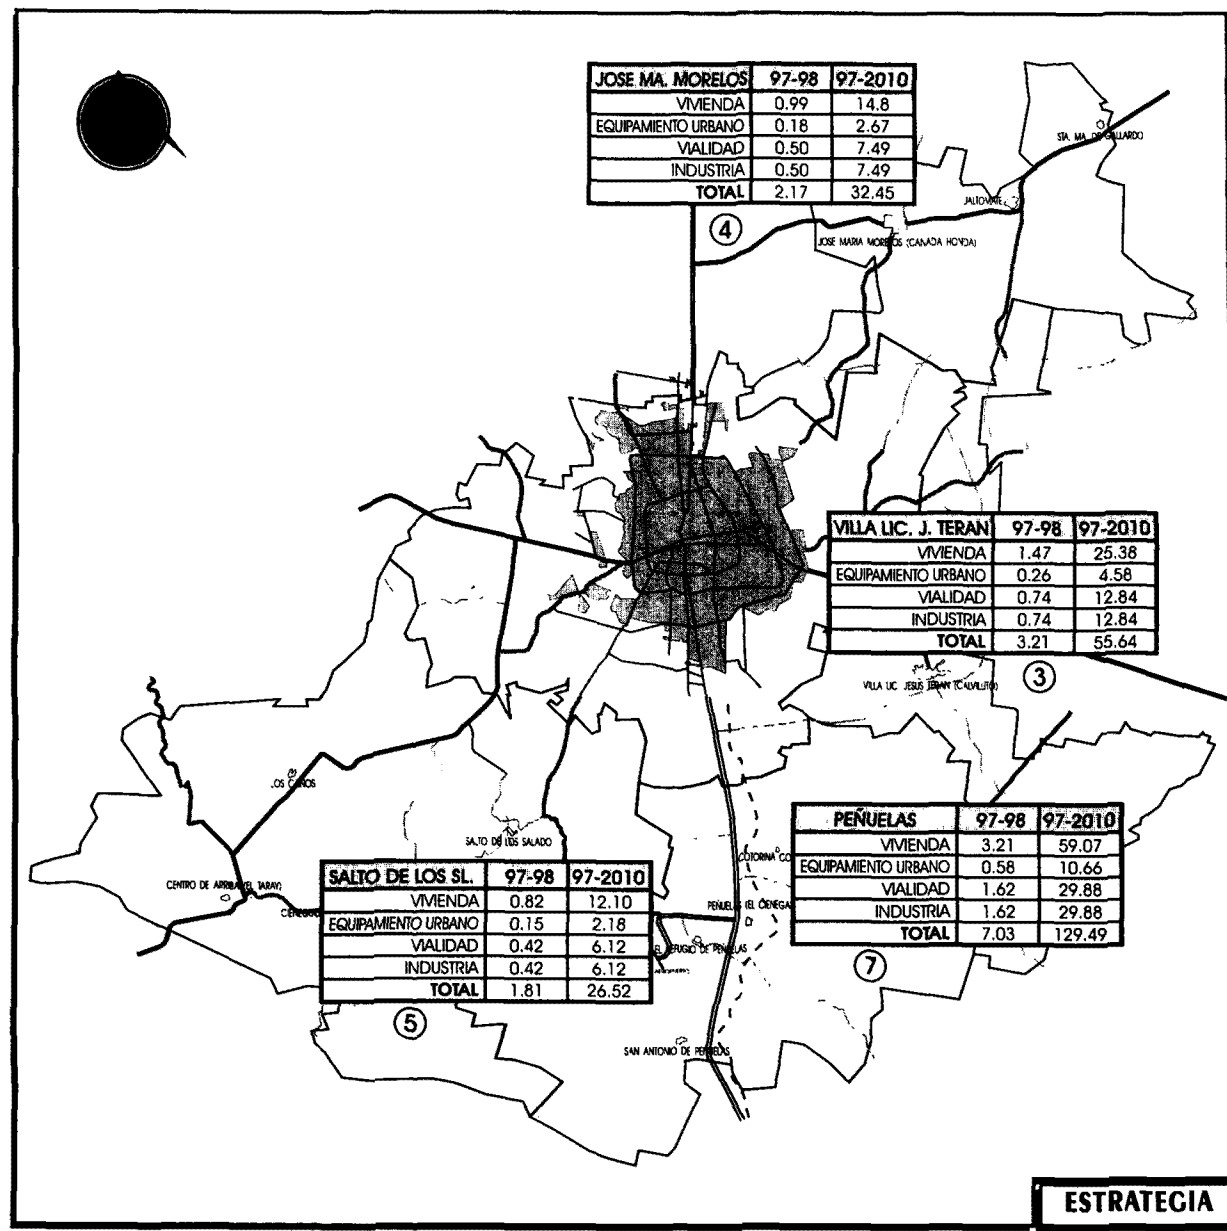 JOSE MA. MORELOS 97-98 97-2010
VIVIENDA 0.99 14.8
EQUIPAMIENTO URBANO 0.18 2.67
VIALIDAD 0.50 7.49
INDUSTRIA 0.50 7.49
TOTAL 2.17 32.45
4
STA. MA. DE GALLARDO
JALTOMATE
JOSE MARIA MORELOS (CANADA HONDA)
VILLA LIC. J. TERAN 97-98 97-2010
VIVIENDA 1.47 25.38
EQUIPAMIENTO URBANO 0.26 4.58
VIALIDAD 0.74 12.84
INDUSTRIA 0.74 12.84
TOTAL 3.21 55.64
VILLA LIC. JESUS TERAN (CALVILLITO)
3
LOS CAÑOS
SALTO DE LOS SALADO
CENTRO DE ARRIBA (EL TARAY)
PEÑUELAS 97-98 97-2010
VIVIENDA 3.21 59.07
EQUIPAMIENTO URBANO 0.58 10.66
VIALIDAD 1.62 29.88
INDUSTRIA 1.62 29.88
TOTAL 7.03 129.49
7
COTORINA
PEÑUELAS (EL CIENEGA
EL REFUGIO DE PEÑUELAS
SALTO DE LOS SL. 97-98 97-2010
VIVIENDA 0.82 12.10
EQUIPAMIENTO URBANO 0.15 2.18
VIALIDAD 0.42 6.12
INDUSTRIA 0.42 6.12
TOTAL 1.81 26.52
5
SAN ANTONIO DE PEÑUELAS
ESTRATEGIA